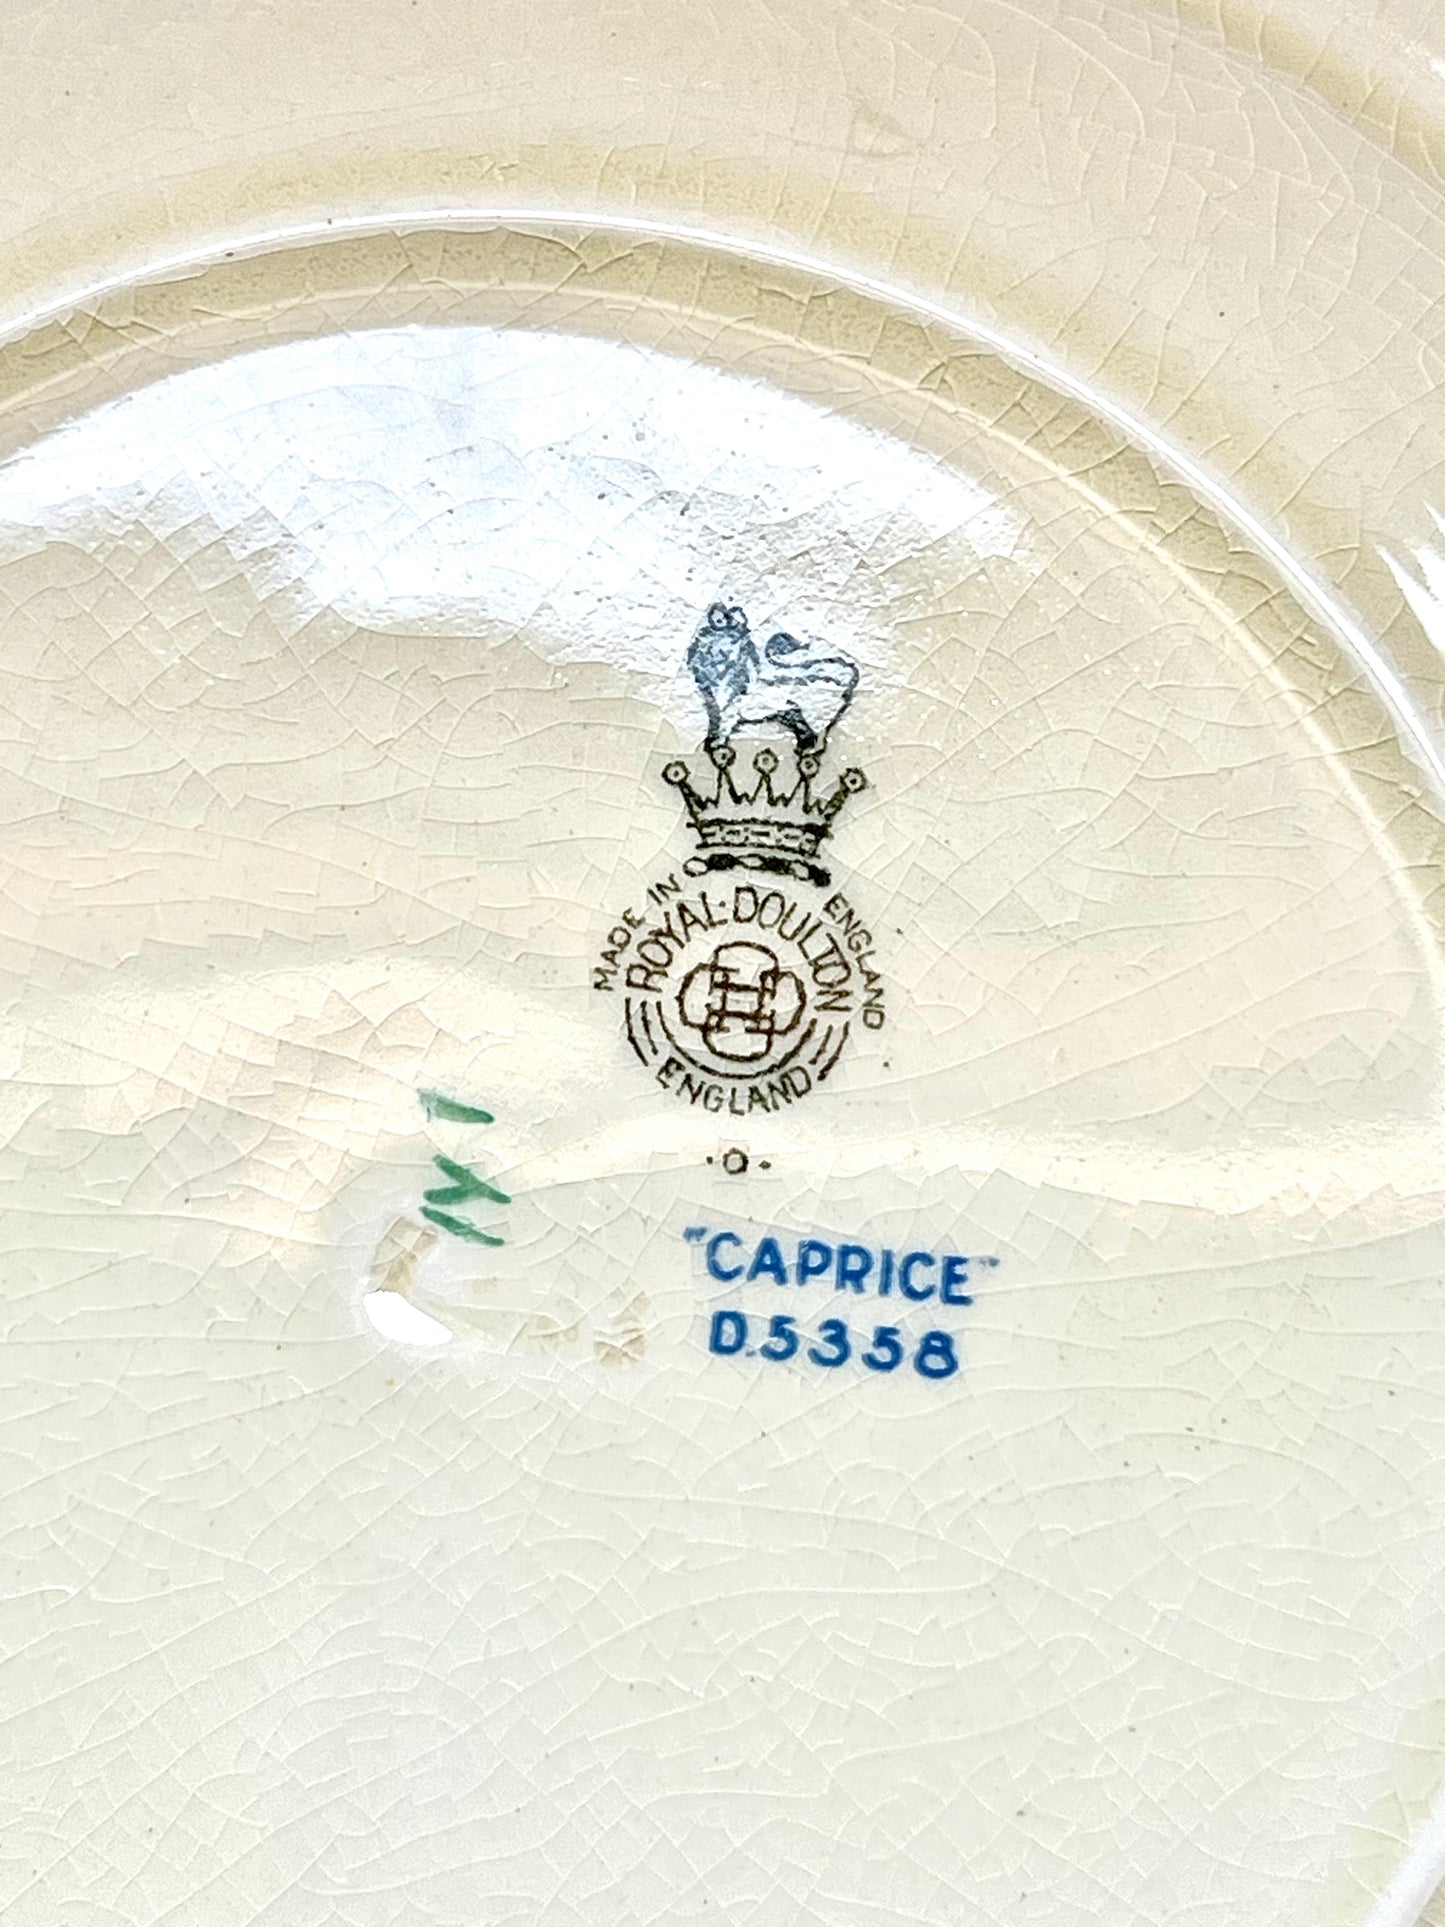 MADE IN ENGLAND
ROYAL·DOULTON
ENGLAND
"CAPRICE"
D.5358